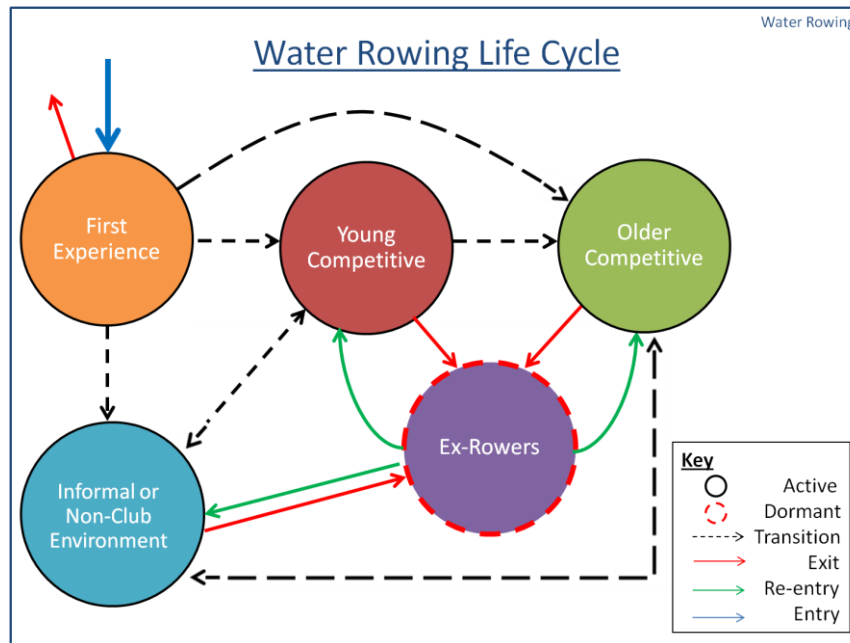 Water Rowing
Water Rowing Life Cycle
First
Experience
Young
Competitive
Older
Competitive
Ex-Rowers
Informal or
Non-Club
Environment
Key
Active
Dormant
Transition
Exit
Re-entry
Entry